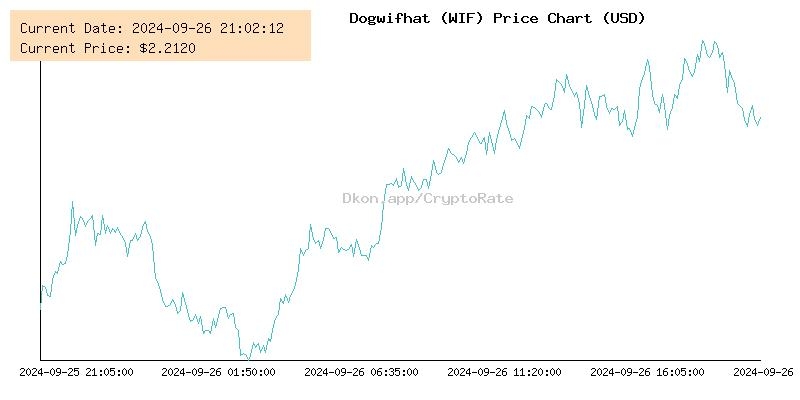 Dogwifhat (WIF) Price Chart (USD)
Current Date: 2024-09-26 21:02:12
Current Price: $2.2120
Dkon.app/CryptoRate
2024-09-25 21:05:00 2024-09-26 01:50:00 2024-09-26 06:35:00 2024-09-26 11:20:00 2024-09-26 16:05:00 2024-09-26